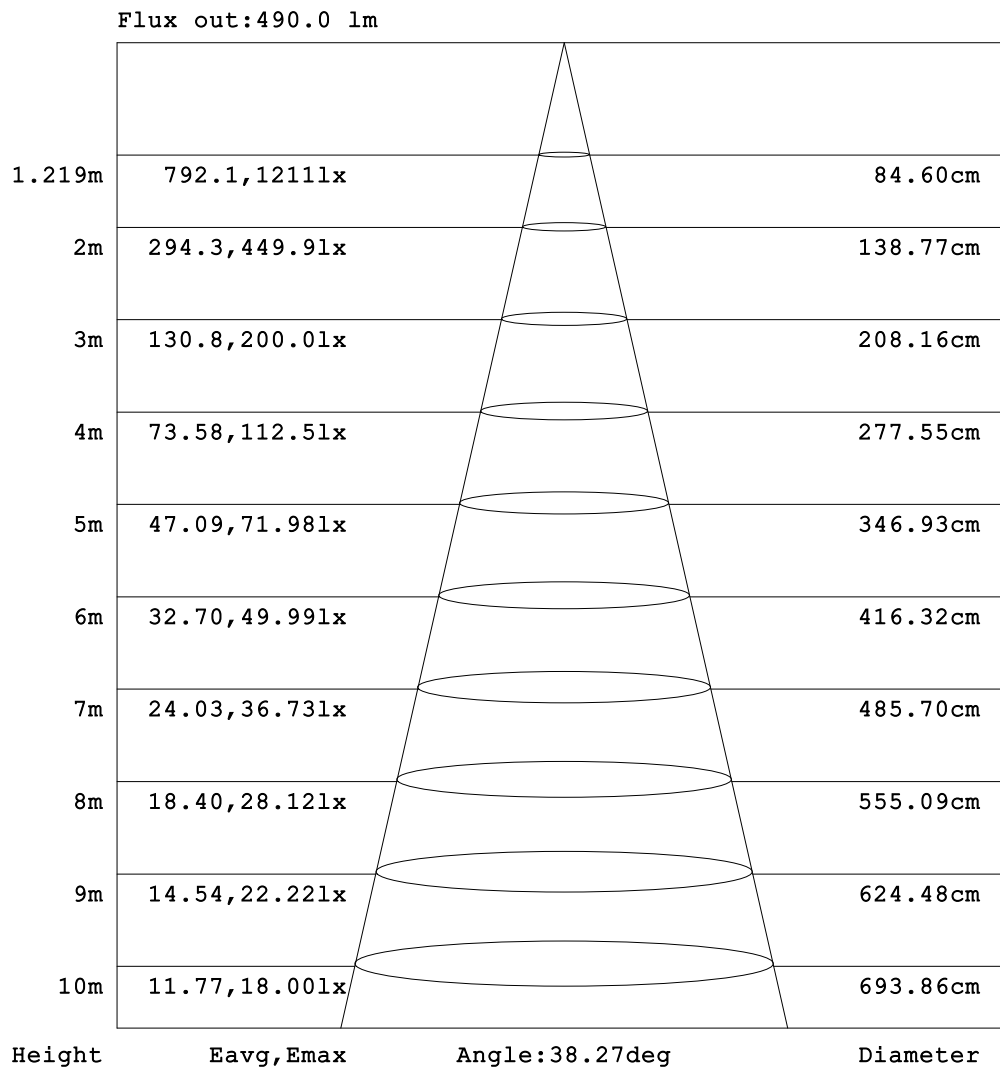 Flux out:490.0 lm
1.219m 792.1,1211lx 84.60cm
2m 294.3,449.9lx 138.77cm
3m 130.8,200.0lx 208.16cm
4m 73.58,112.5lx 277.55cm
5m 47.09,71.98lx 346.93cm
6m 32.70,49.99lx 416.32cm
7m 24.03,36.73lx 485.70cm
8m 18.40,28.12lx 555.09cm
9m 14.54,22.22lx 624.48cm
10m 11.77,18.00lx 693.86cm
Height Eavg,Emax Angle:38.27deg Diameter